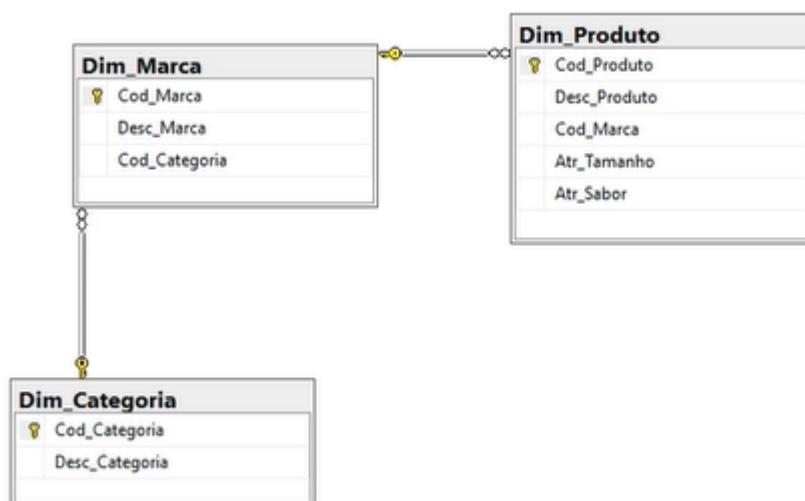 Dim_Marca
Cod_Marca
Desc_Marca
Cod_Categoria
Dim_Produto
Cod_Produto
Desc_Produto
Cod_Marca
Atr_Tamanho
Atr_Sabor
Dim_Categoria
Cod_Categoria
Desc_Categoria